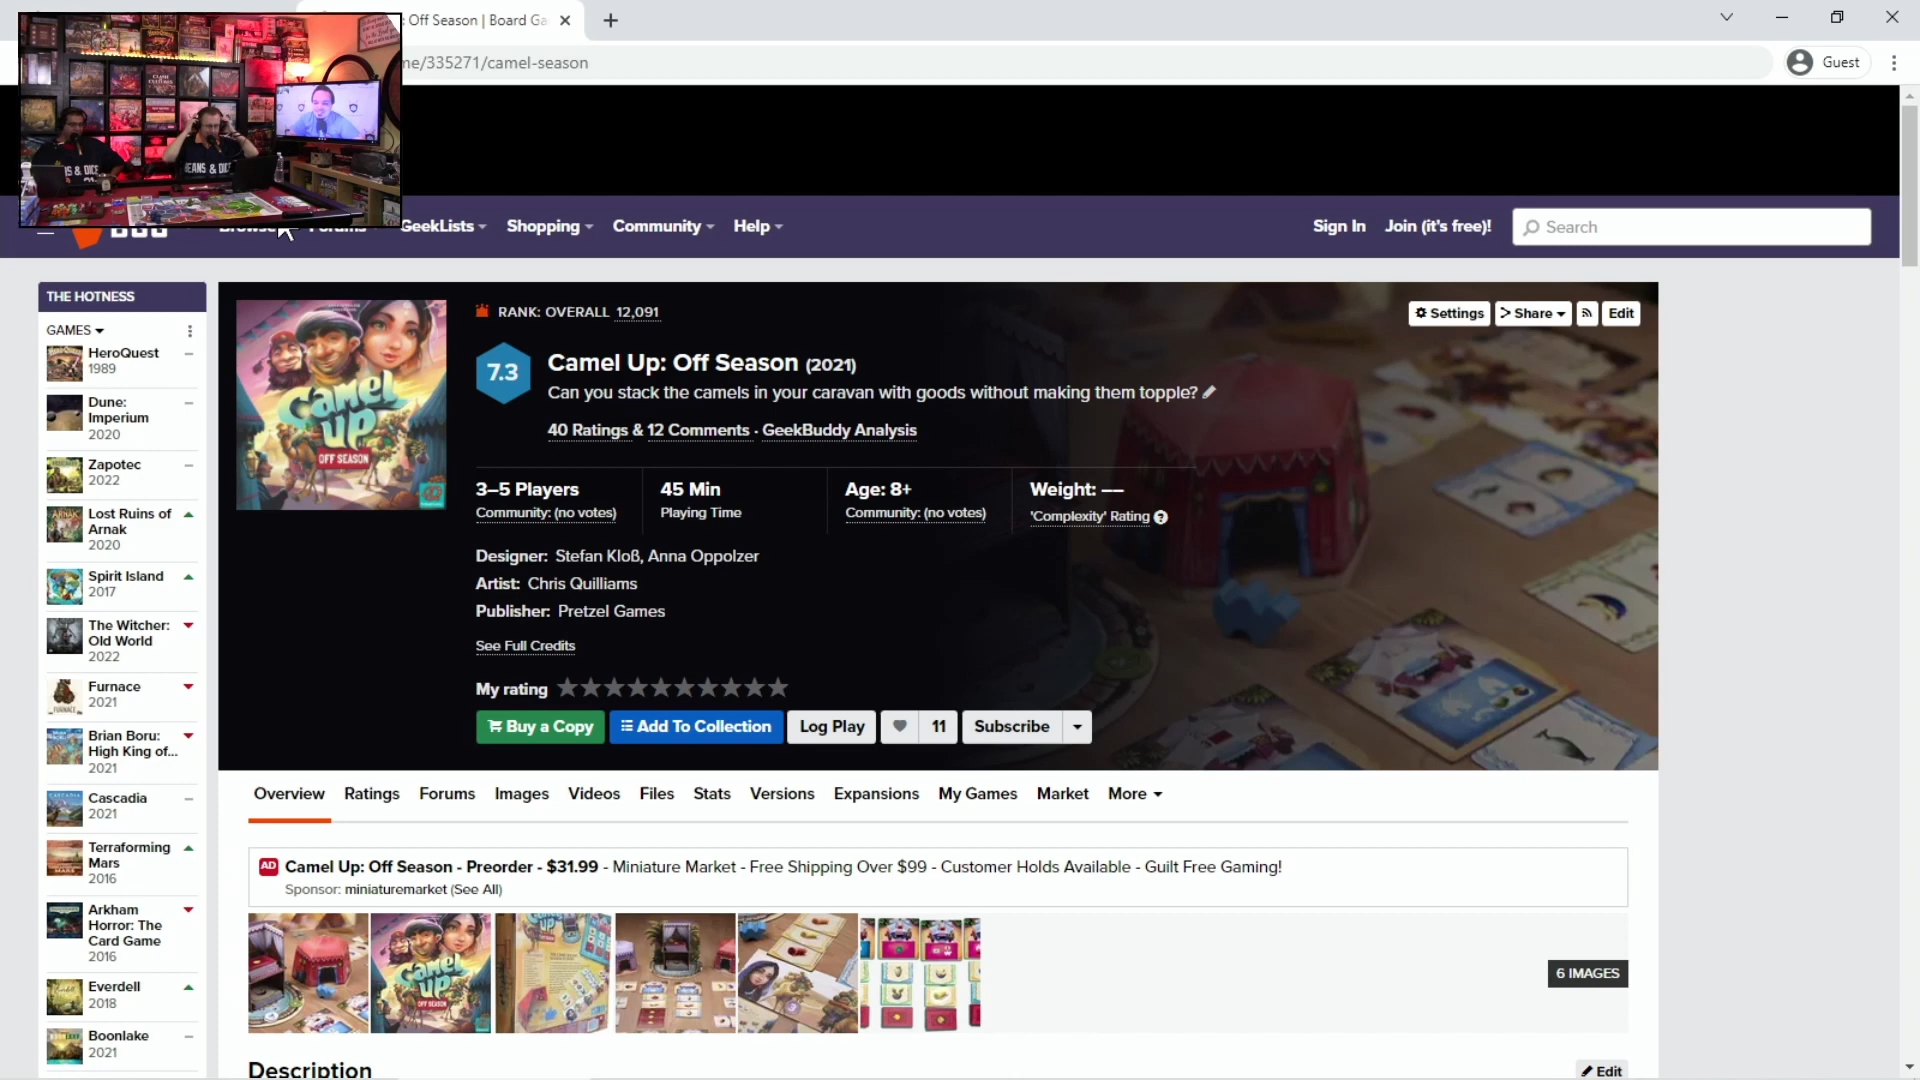 : Off Season | Board Ga
me/335271/camel-season
Guest
GeekLists
Shopping
Community
Help
Sign In
Join (it's free)!
Search
THE HOTNESS
GAMES
HeroQuest
1989
Dune:
Imperium
2020
Zapotec
2022
Lost Ruins of
Arnak
2020
Spirit Island
2017
The Witcher:
Old World
2022
Furnace
2021
Brian Boru:
High King of...
2021
Cascadia
2021
Terraforming
Mars
2016
Arkham
Horror: The
Card Game
2016
Everdell
2018
Boonlake
2021
Camel
UP
OFF SEASON
RANK: OVERALL 12,091
Settings
Share
Edit
7.3
Camel Up: Off Season (2021)
Can you stack the camels in your caravan with goods without making them topple?
40 Ratings & 12 Comments · GeekBuddy Analysis
3–5 Players
Community: (no votes)
45 Min
Playing Time
Age: 8+
Community: (no votes)
Weight: ––
'Complexity' Rating ?
Designer: Stefan Kloß, Anna Oppolzer
Artist: Chris Quilliams
Publisher: Pretzel Games
See Full Credits
My rating
Buy a Copy
Add To Collection
Log Play
11
Subscribe
Overview
Ratings
Forums
Images
Videos
Files
Stats
Versions
Expansions
My Games
Market
More
AD Camel Up: Off Season - Preorder - $31.99 - Miniature Market - Free Shipping Over $99 - Customer Holds Available - Guilt Free Gaming!
Sponsor: miniaturemarket (See All)
Camel
UP
OFF SEASON
6 IMAGES
Description
Edit